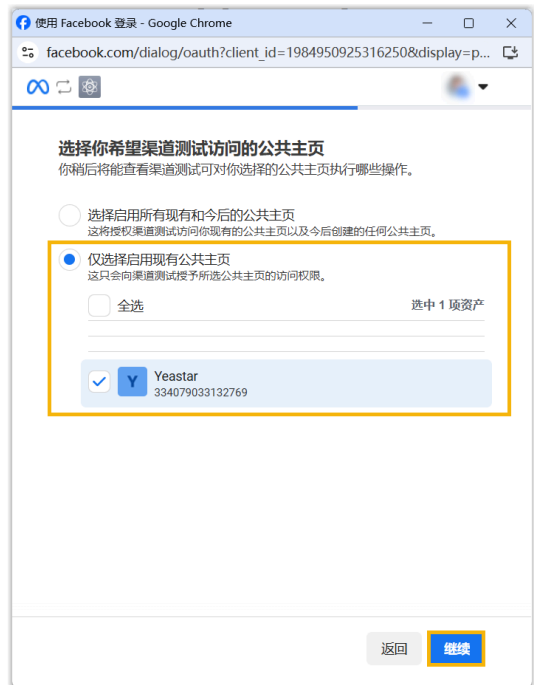 使用 Facebook 登录 - Google Chrome
facebook.com/dialog/oauth?client_id=1984950925316250&display=p...
选择你希望渠道测试访问的公共主页
你稍后将能查看渠道测试可对你选择的公共主页执行哪些操作。
选择启用所有现有和今后的公共主页
这将授权渠道测试访问你现有的公共主页以及今后创建的任何公共主页。
仅选择启用现有公共主页
这只会向渠道测试授予所选公共主页的访问权限。
全选 选中 1 项资产
Y Yeastar
334079033132769
返回 继续